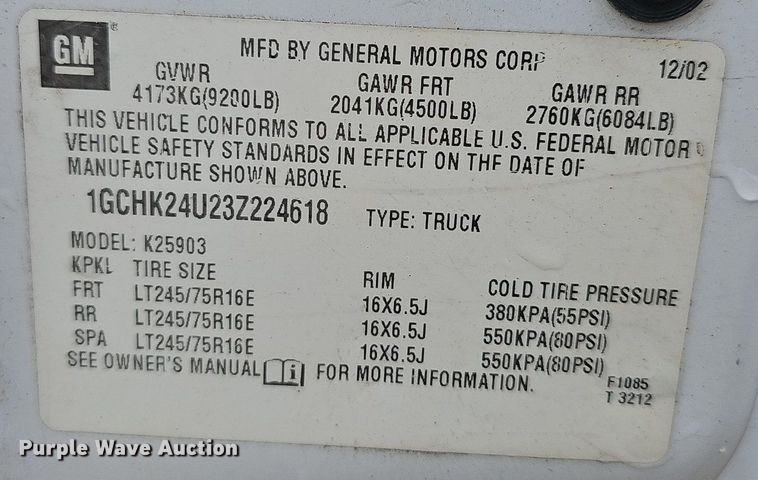 GM
MFD BY GENERAL MOTORS CORP 12/02
GVWR GAWR FRT GAWR RR
4173KG(9200LB) 2041KG(4500LB) 2760KG(6084LB)
THIS VEHICLE CONFORMS TO ALL APPLICABLE U.S. FEDERAL MOTOR
VEHICLE SAFETY STANDARDS IN EFFECT ON THE DATE OF
MANUFACTURE SHOWN ABOVE.
1GCHK24U23Z224618 TYPE: TRUCK
MODEL: K25903
KPKL TIRE SIZE RIM COLD TIRE PRESSURE
FRT LT245/75R16E 16X6.5J 380KPA(55PSI)
RR LT245/75R16E 16X6.5J 550KPA(80PSI)
SPA LT245/75R16E 16X6.5J 550KPA(80PSI)
SEE OWNER'S MANUAL i FOR MORE INFORMATION.
F1085
T 3212
Purple Wave Auction